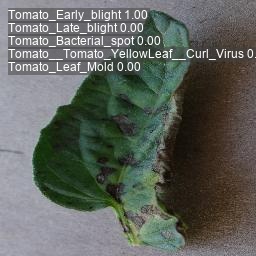 Tomato_Early_blight 1.00
Tomato_Late_blight 0.00
Tomato_Bacterial_spot 0.00
Tomato__Tomato_YellowLeaf__Curl_Virus 0.
Tomato_Leaf_Mold 0.00